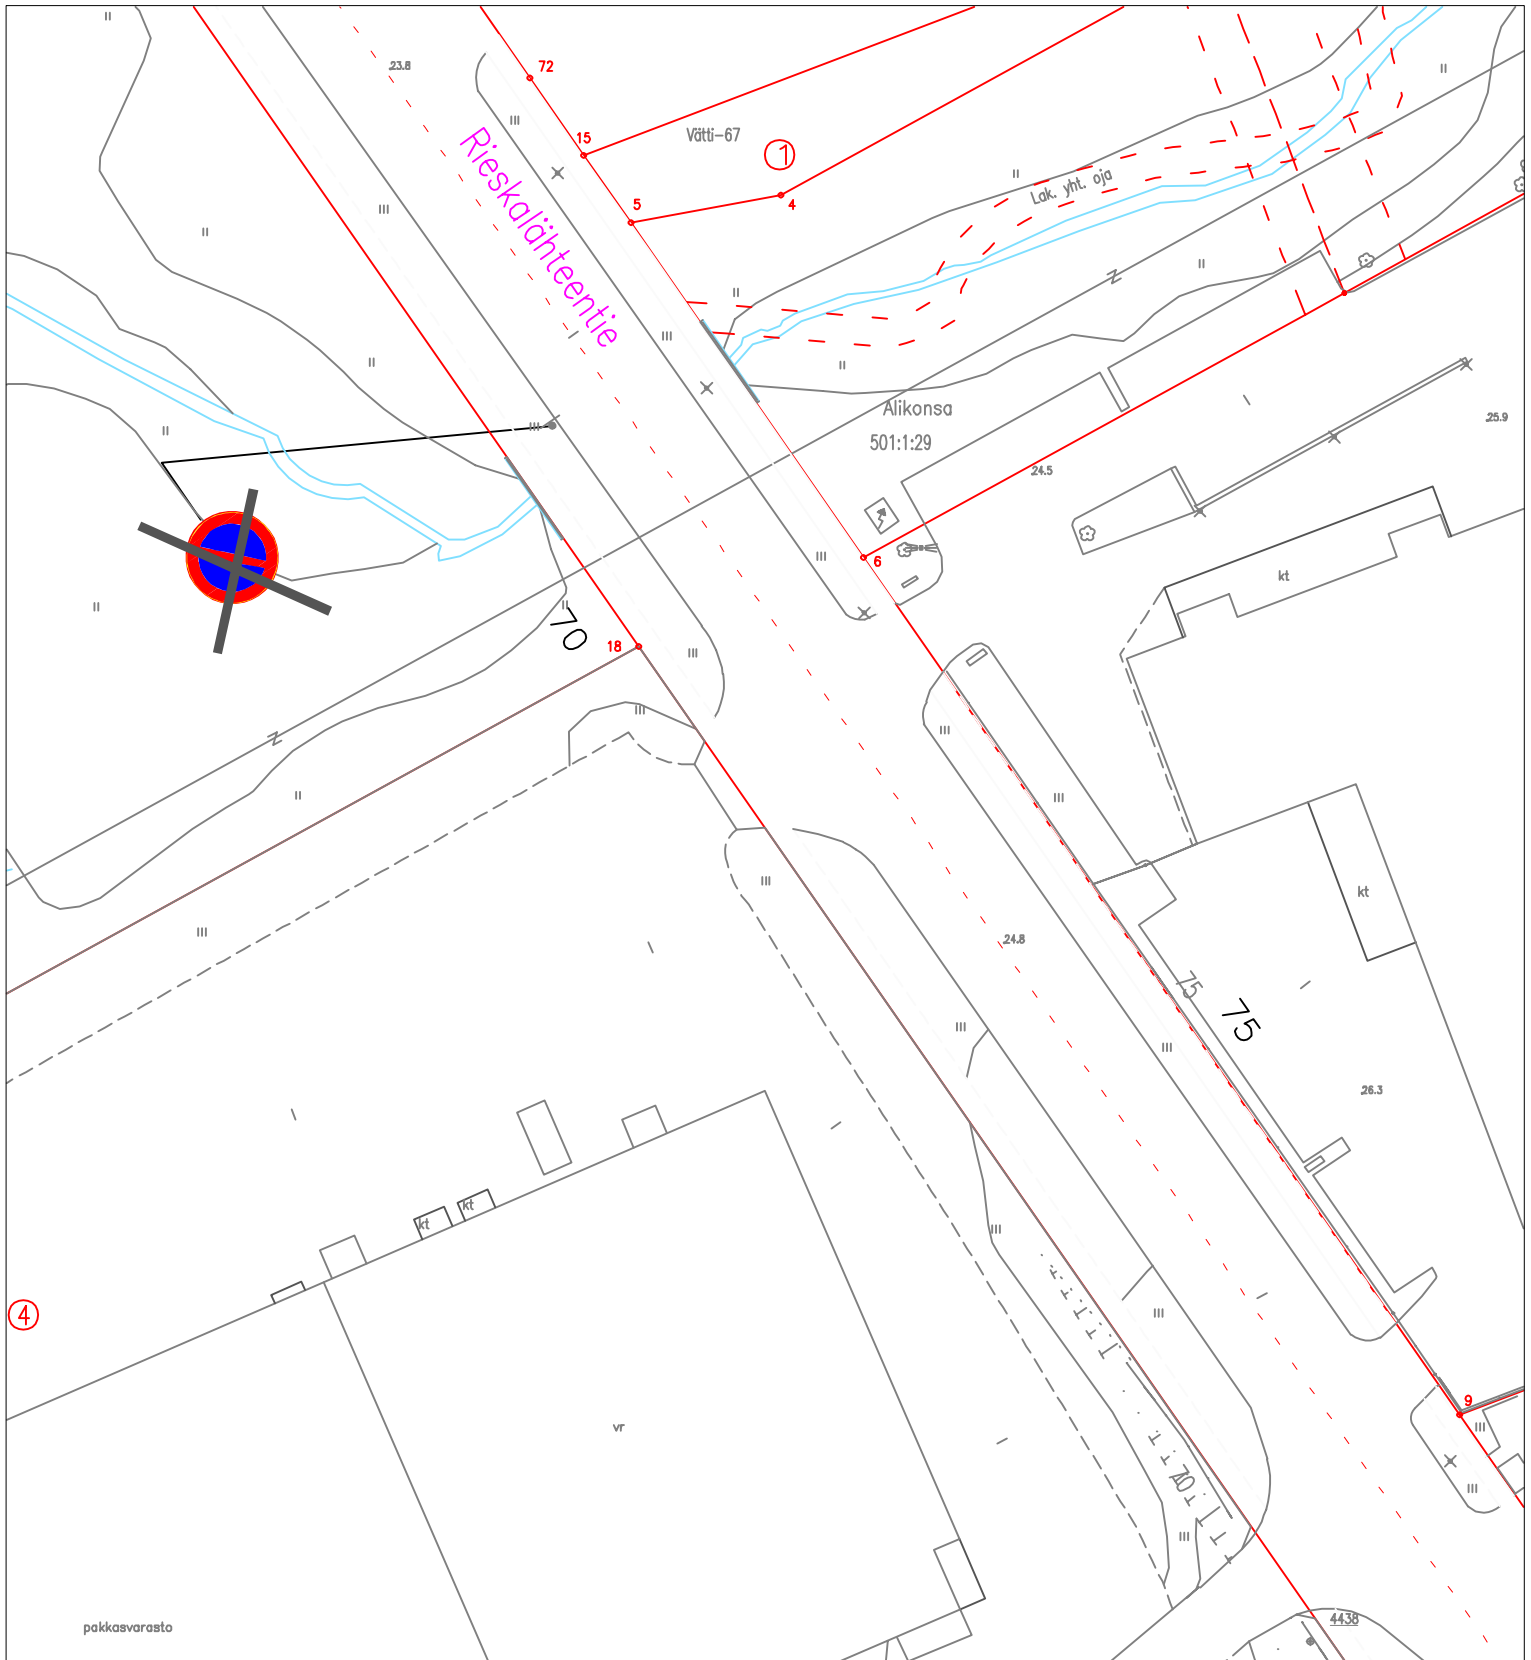 23.8
72
15
Vätti-67
1
Rieskalähteentie
5
4
Lak. yht. oja
N
Alikonsa
501:1:29
25.9
24.5
6
kt
70
18
N
kt
24.8
75
75
26.3
kt
kt
4
9
vr
70
4438
pakkasvarasto